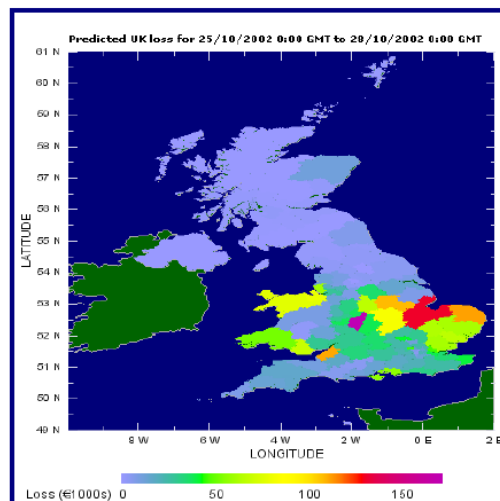 Predicted UK loss for 25/10/2002 0:00 GMT to 28/10/2002 0:00 GMT
61 N
60 N
59 N
58 N
57 N
56 N
55 N
54 N
53 N
52 N
51 N
50 N
49 N
LATITUDE
8 W 6 W 4 W 2 W 0 E 2 E
LONGITUDE
Loss (€1000s) 0 50 100 150